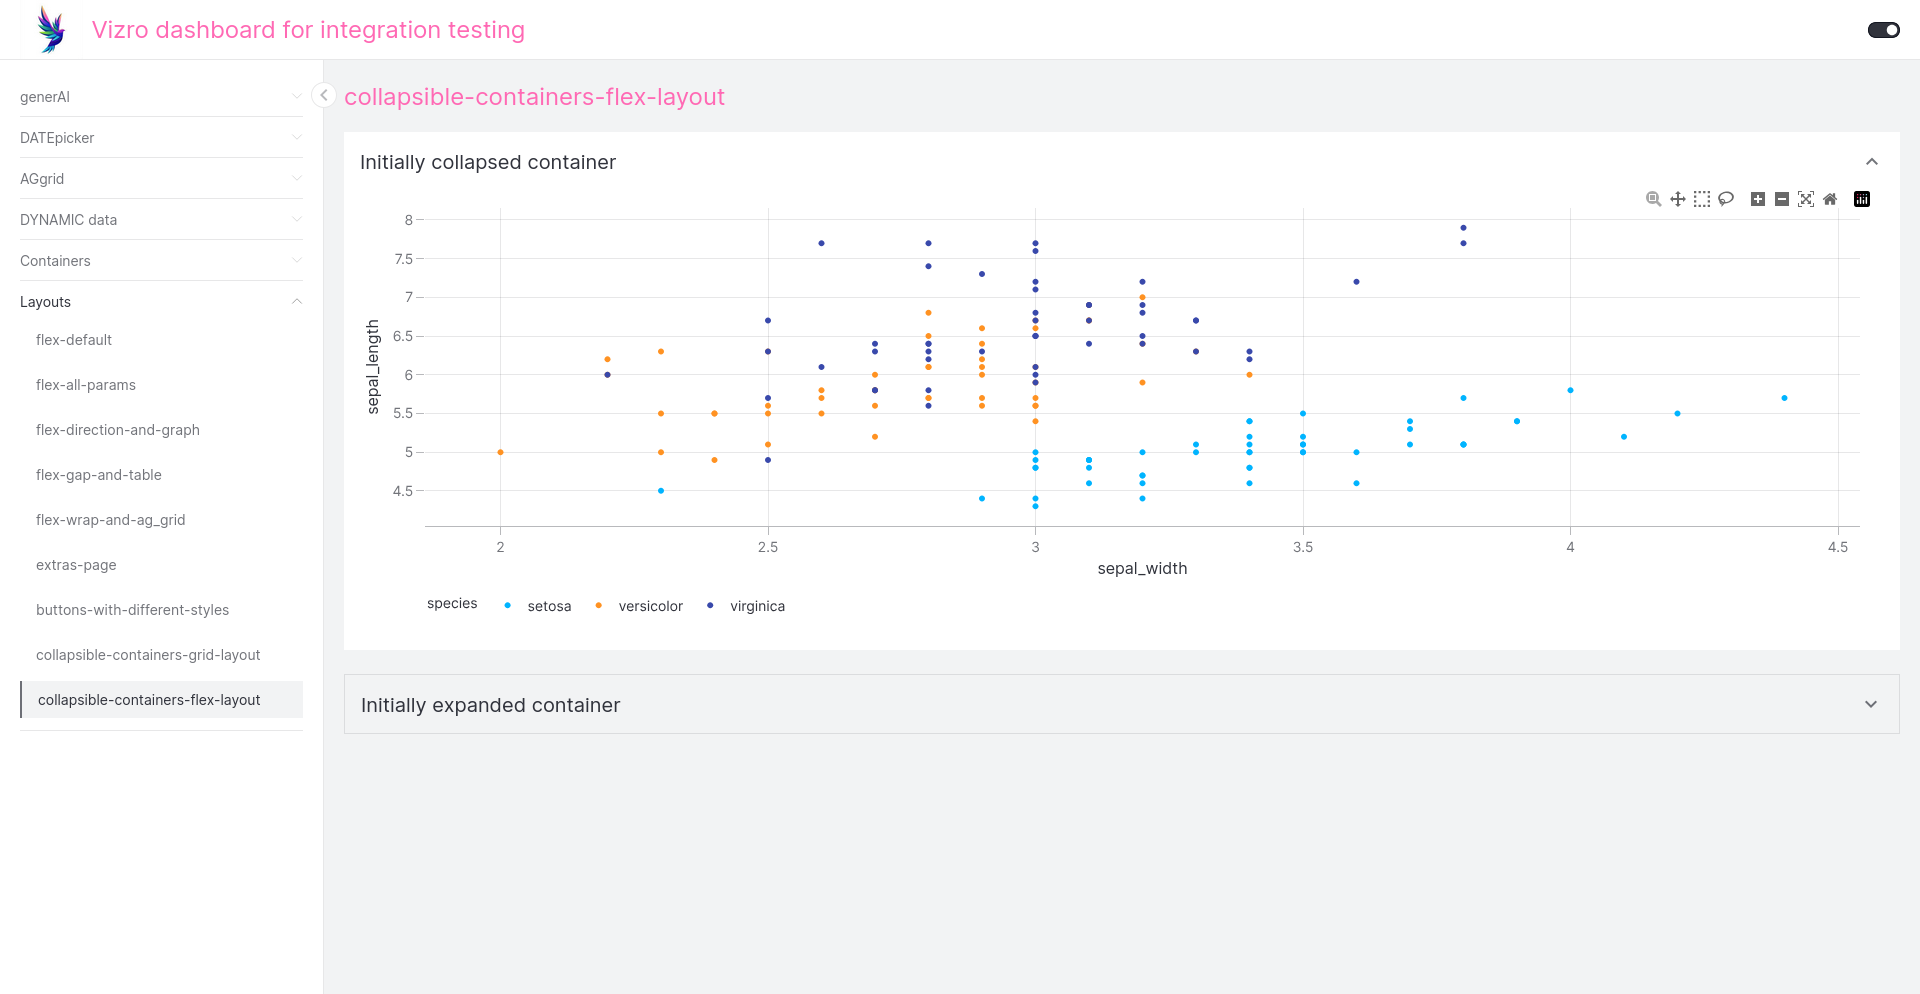 Vizro dashboard for integration testing
generAI
DATEpicker
AGgrid
DYNAMIC data
Containers
Layouts
flex-default
flex-all-params
flex-direction-and-graph
flex-gap-and-table
flex-wrap-and-ag_grid
extras-page
buttons-with-different-styles
collapsible-containers-grid-layout
collapsible-containers-flex-layout
collapsible-containers-flex-layout
Initially collapsed container
8
7.5
7
6.5
6
5.5
5
4.5
sepal_length
2 2.5 3 3.5 4 4.5
sepal_width
species setosa versicolor virginica
Initially expanded container